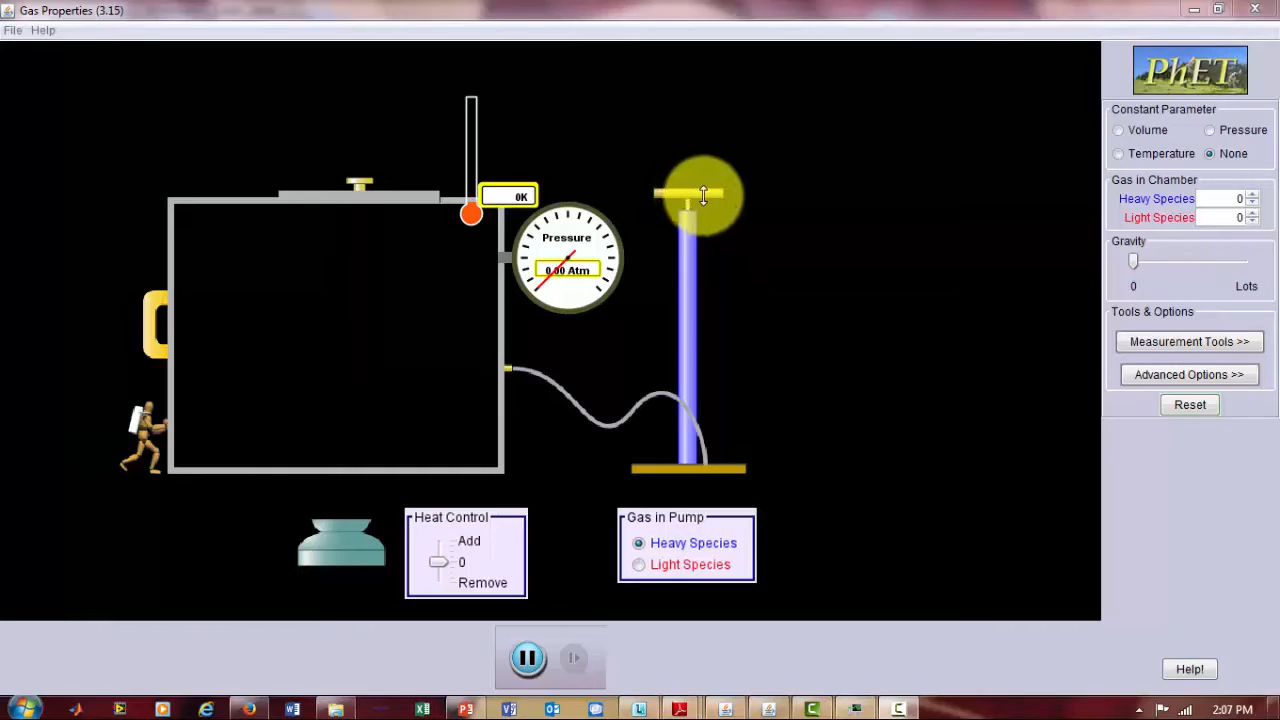 Gas Properties (3.15)
File Help
PhET
Constant Parameter
Volume Pressure
Temperature None
Gas in Chamber
Heavy Species 0
Light Species 0
Gravity
0 Lots
Tools & Options
Measurement Tools >>
Advanced Options >>
Reset
0K
Pressure
0.00 Atm
Heat Control
Add
0
Remove
Gas in Pump
Heavy Species
Light Species
Help!
2:07 PM